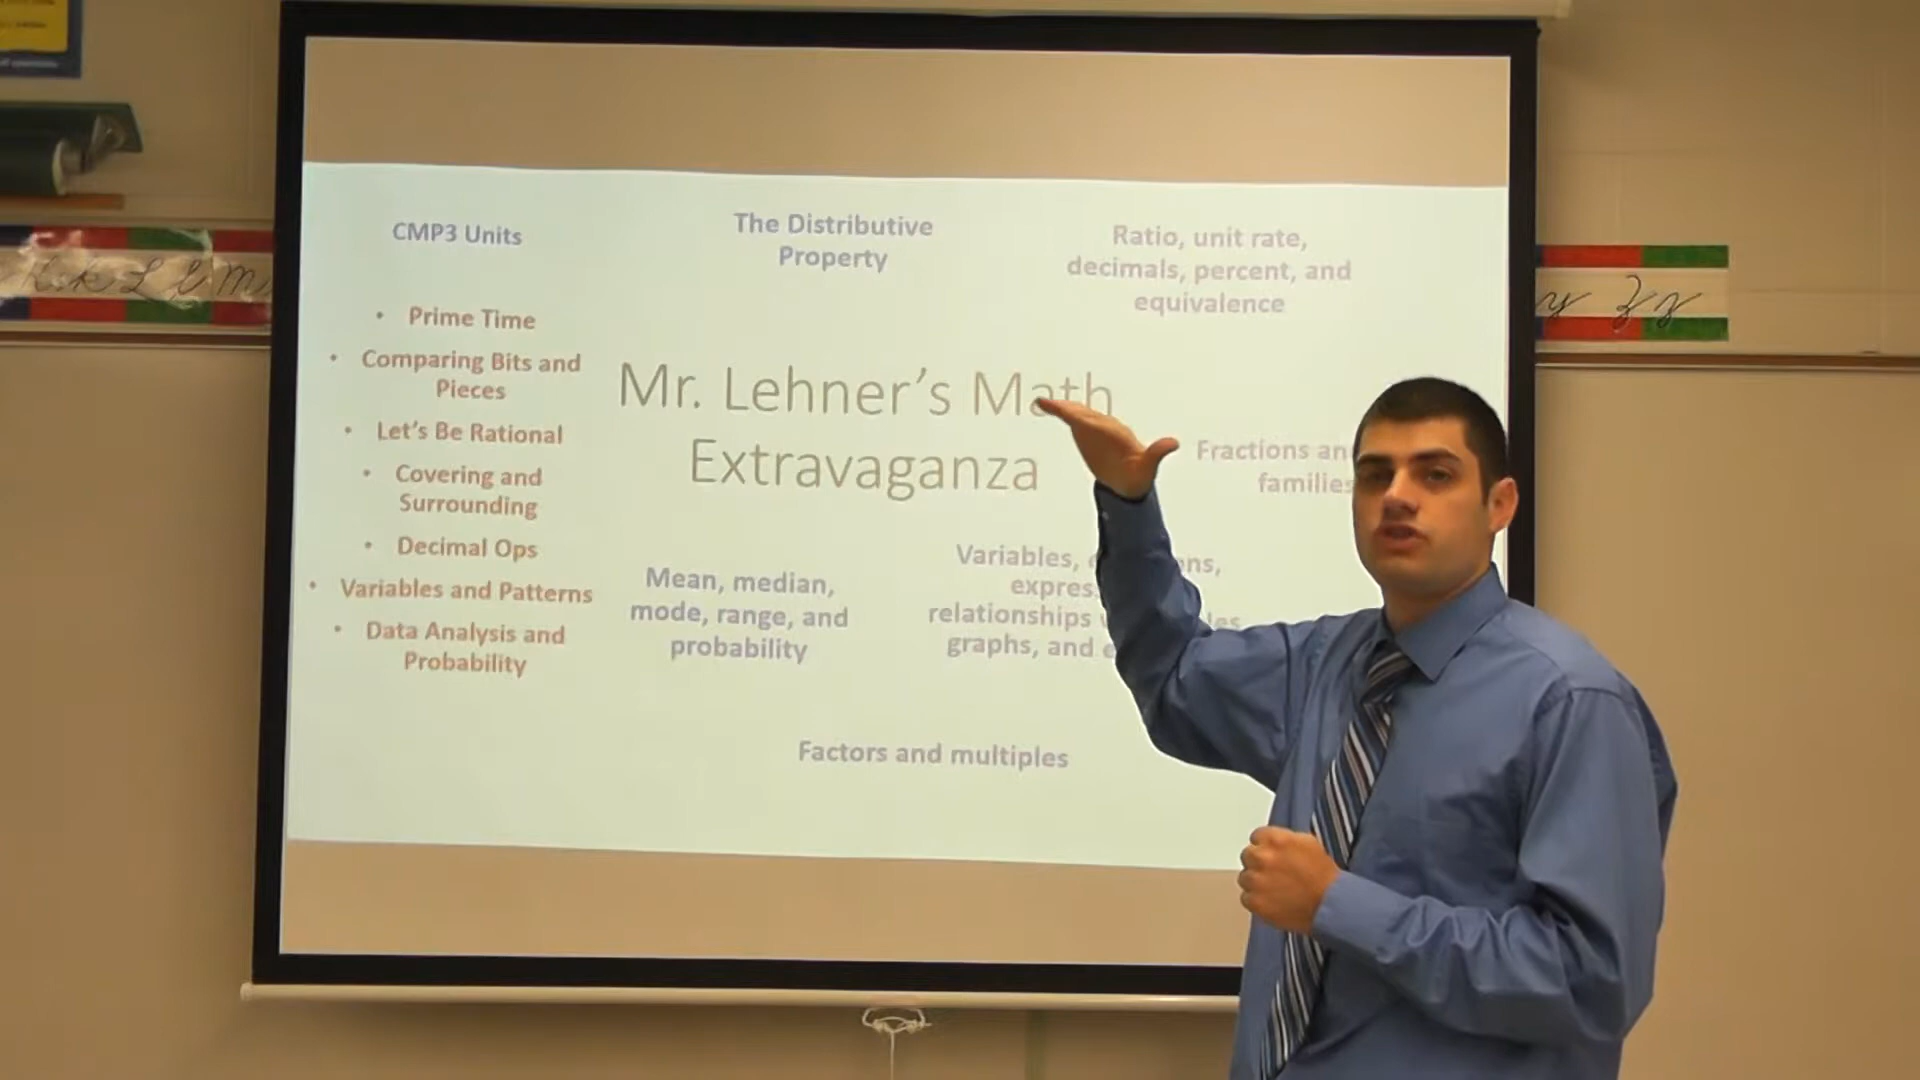 CMP3 Units
• Prime Time
• Comparing Bits and
Pieces
• Let's Be Rational
• Covering and
Surrounding
• Decimal Ops
• Variables and Patterns
• Data Analysis and
Probability
The Distributive
Property
Ratio, unit rate,
decimals, percent, and
equivalence
Mr. Lehner's Math
Extravaganza
Fractions
families
Mean, median,
mode, range, and
probability
Variables,
relationships
graphs, and
Factors and multiples
K k L l M
y Z z